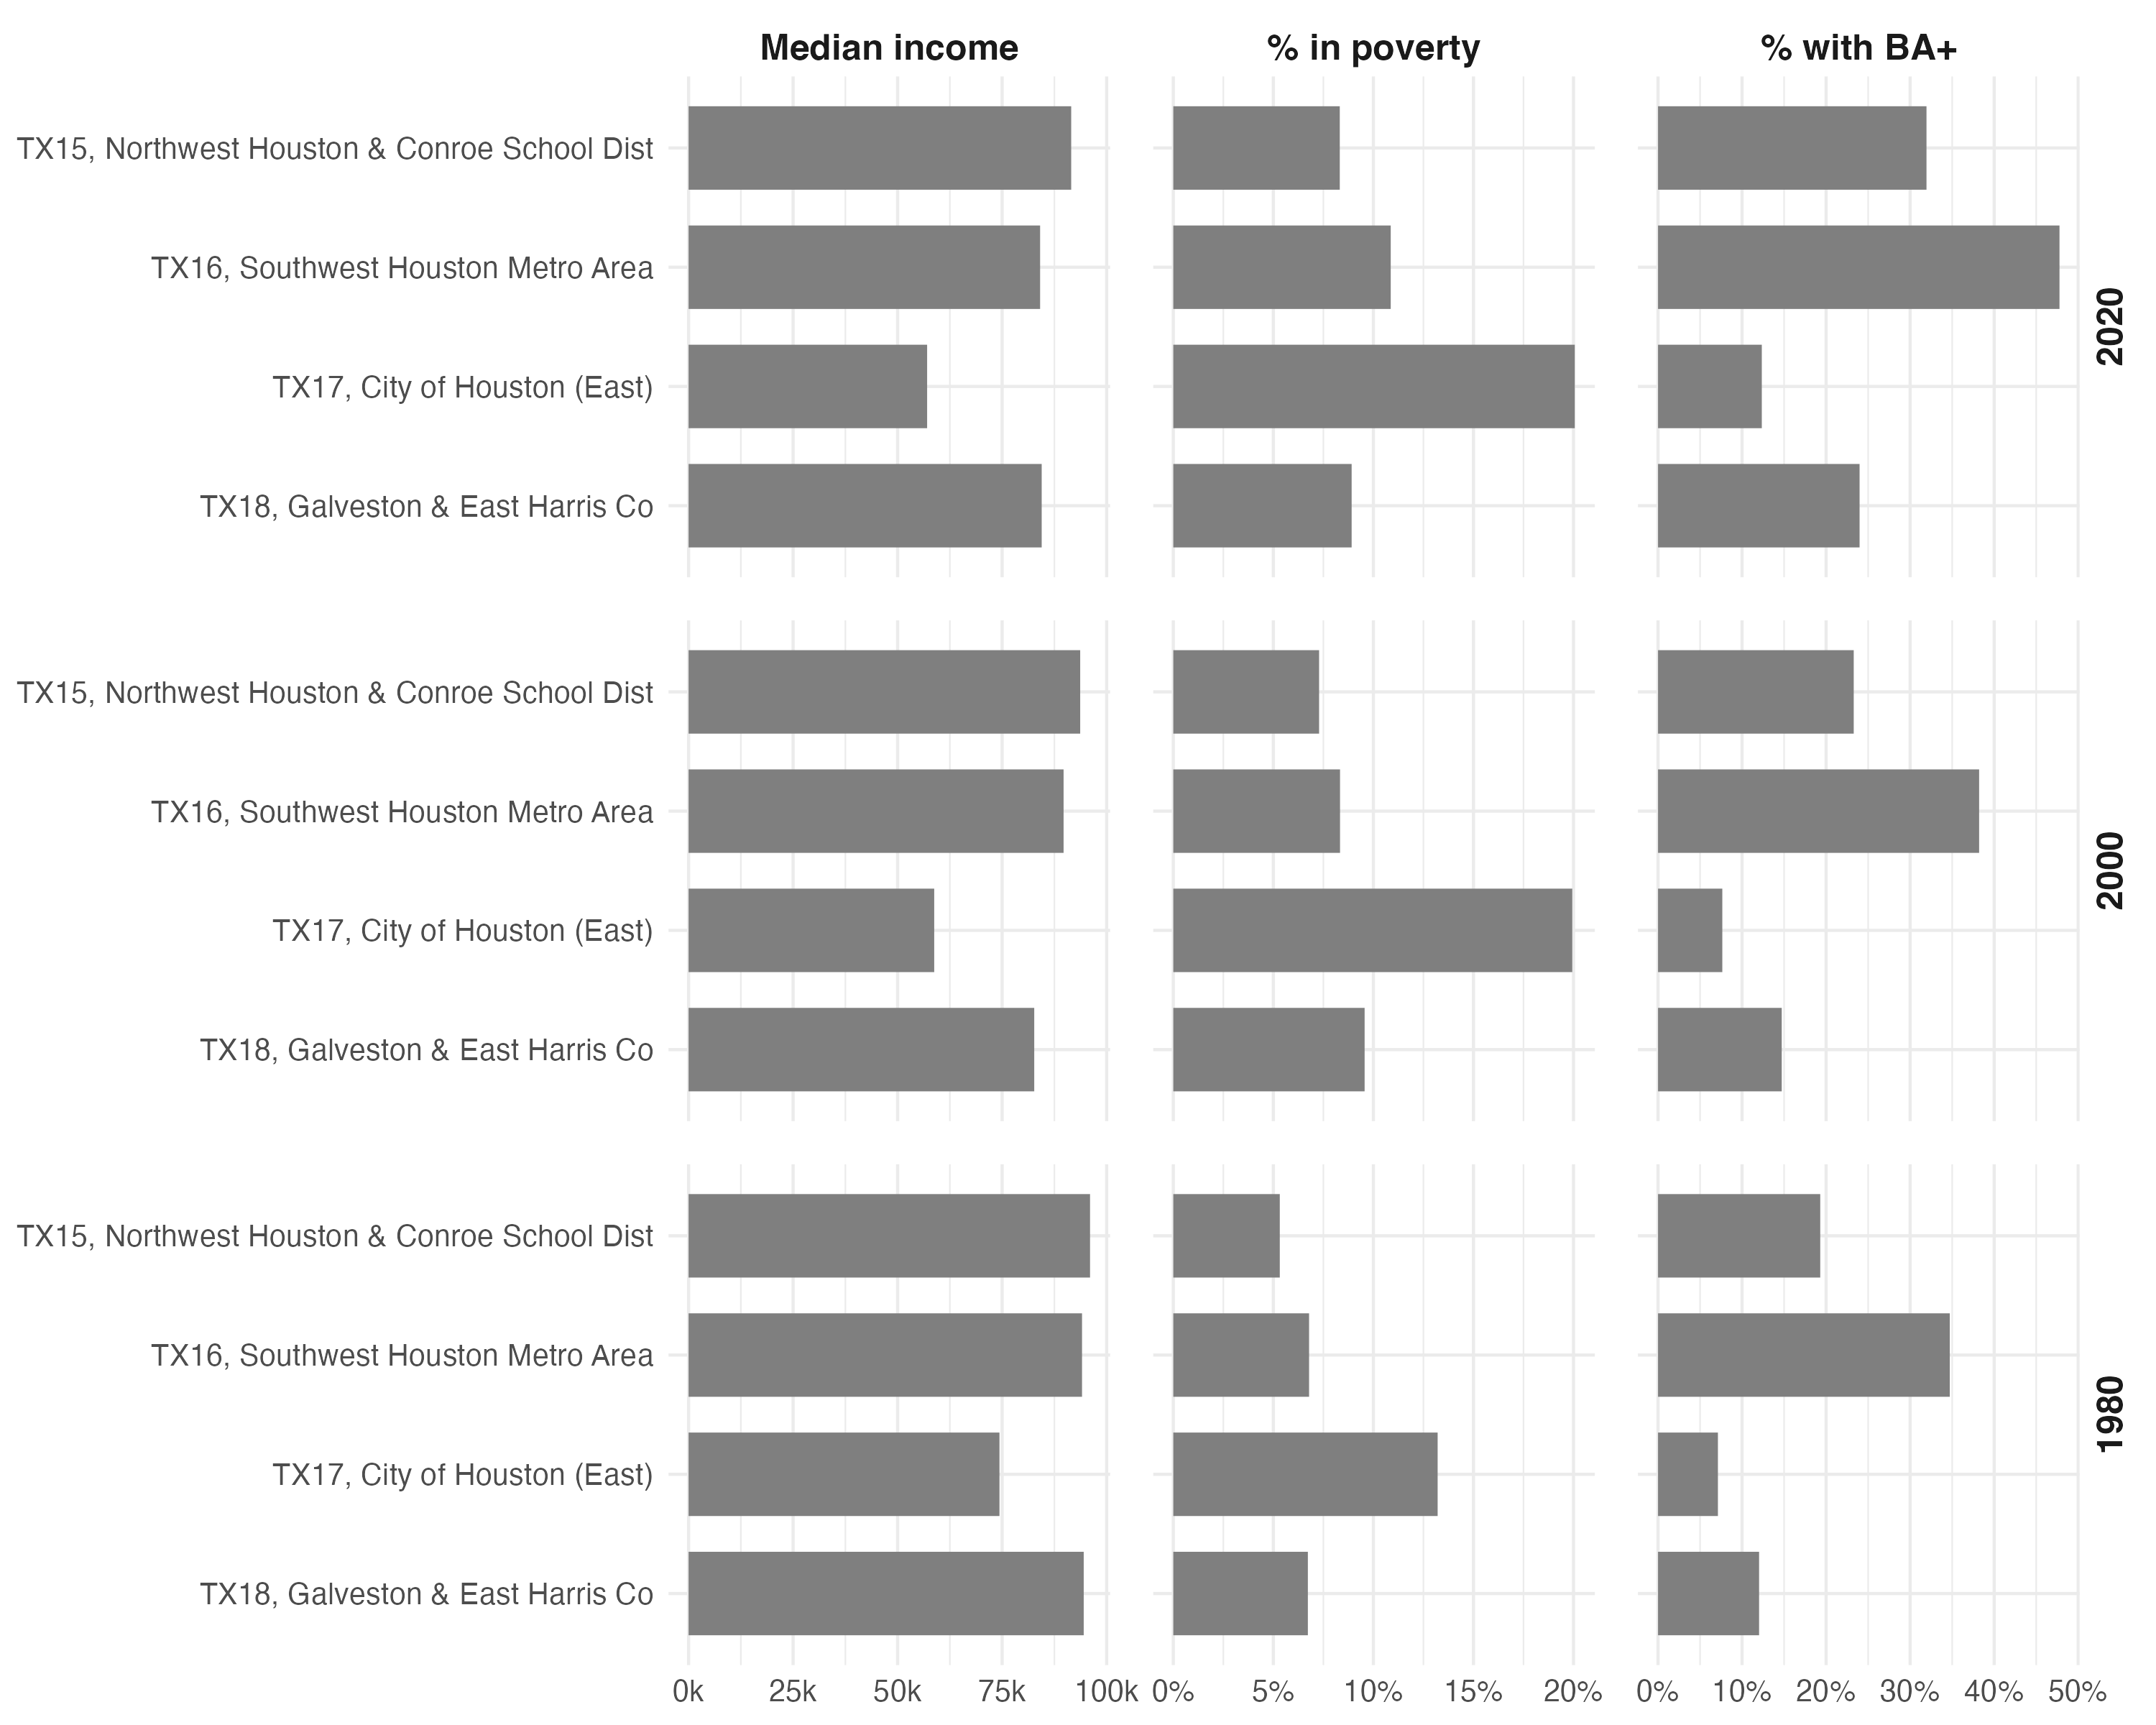 Median income
% in poverty
% with BA+
TX15, Northwest Houston & Conroe School Dist
TX16, Southwest Houston Metro Area
TX17, City of Houston (East)
TX18, Galveston & East Harris Co
2020
TX15, Northwest Houston & Conroe School Dist
TX16, Southwest Houston Metro Area
TX17, City of Houston (East)
TX18, Galveston & East Harris Co
2000
TX15, Northwest Houston & Conroe School Dist
TX16, Southwest Houston Metro Area
TX17, City of Houston (East)
TX18, Galveston & East Harris Co
1980
0k 25k 50k 75k 100k 0% 5% 10% 15% 20% 0% 10% 20% 30% 40% 50%